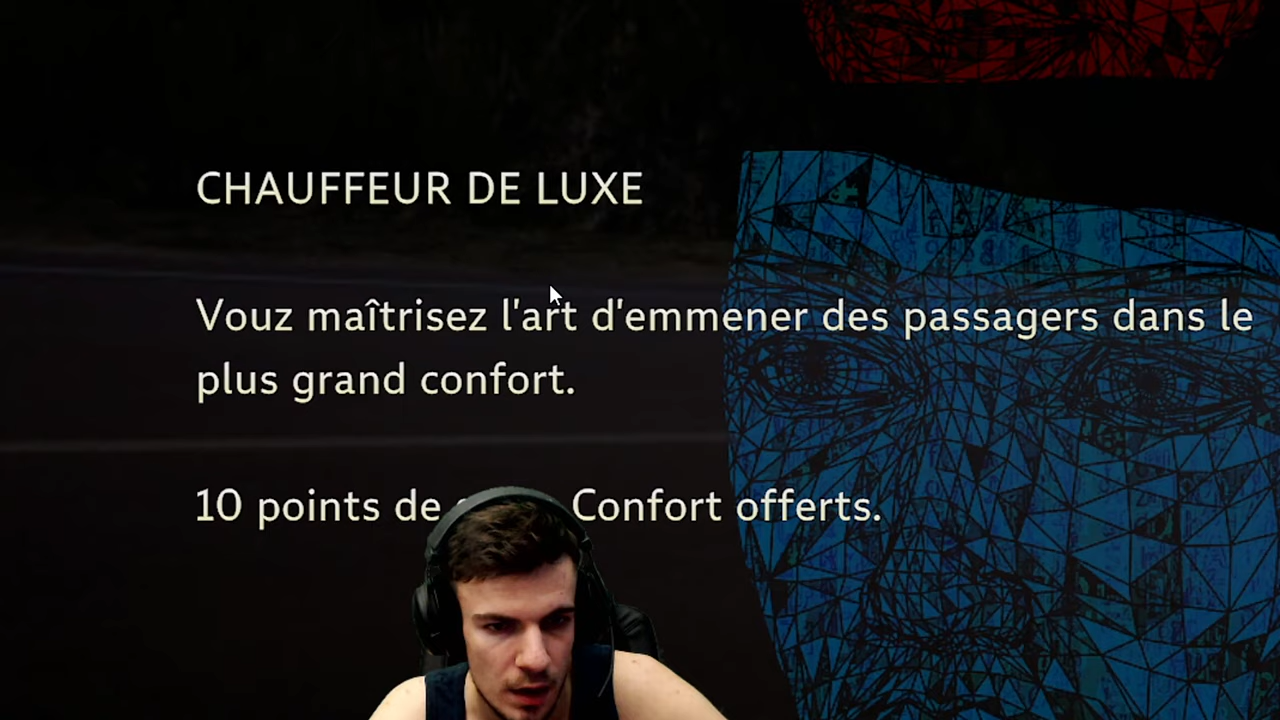 CHAUFFEUR DE LUXE
Vouz maîtrisez l'art d'emmener des passagers dans le
plus grand confort.
10 points de Confort offerts.